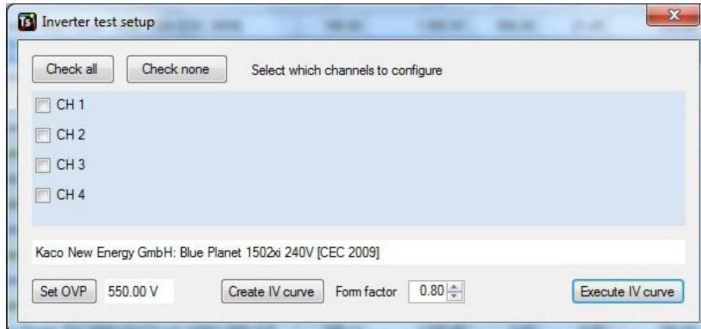 TS Inverter test setup
Check all Check none Select which channels to configure
CH 1
CH 2
CH 3
CH 4
Kaco New Energy GmbH: Blue Planet 1502xi 240V [CEC 2009]
Set OVP 550.00 V Create IV curve Form factor 0.80 Execute IV curve